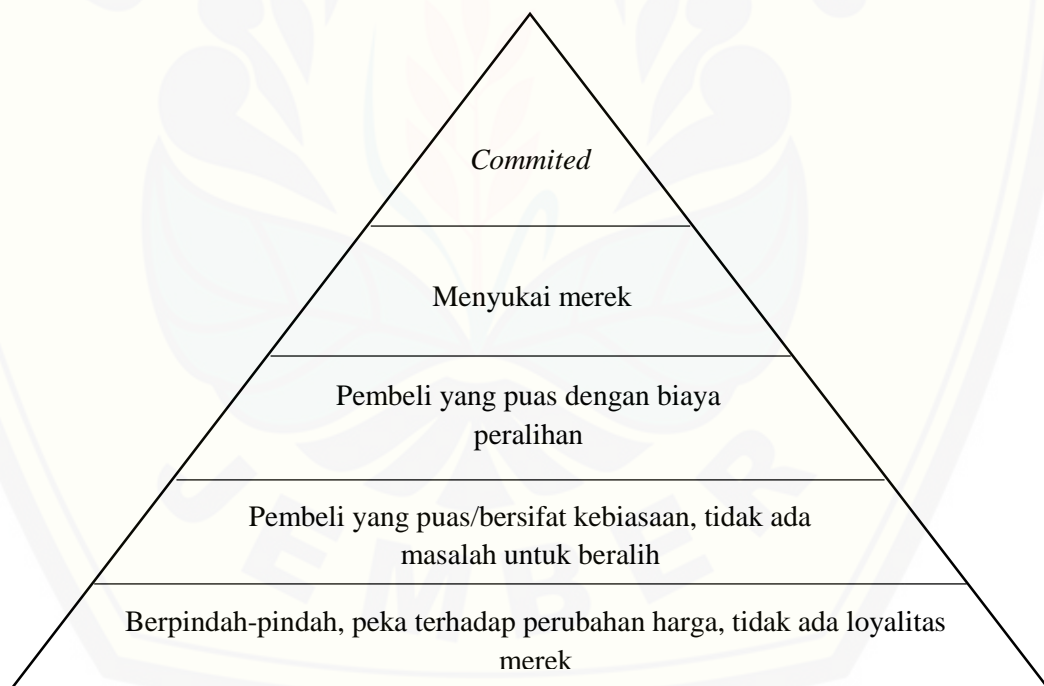 Commited
Menyukai merek
Pembeli yang puas dengan biaya
peralihan
Pembeli yang puas/bersifat kebiasaan, tidak ada
masalah untuk beralih
Berpindah-pindah, peka terhadap perubahan harga, tidak ada loyalitas
merek
JEMBER